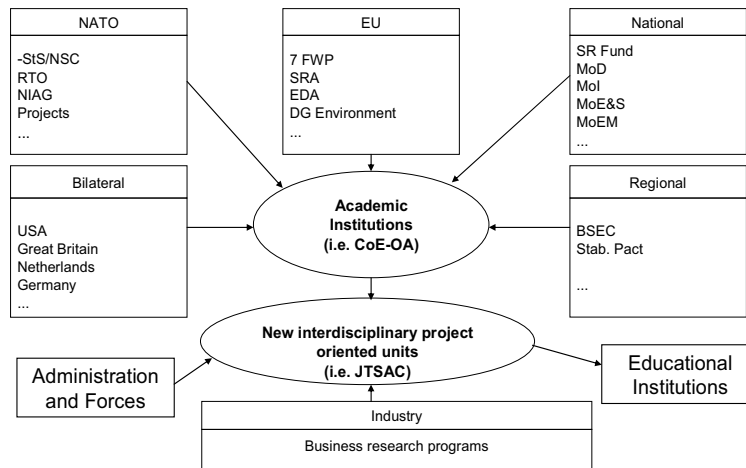 NATO
-StS/NSC
RTO
NIAG
Projects
...
EU
7 FWP
SRA
EDA
DG Environment
...
National
SR Fund
MoD
MoI
MoE&S
MoEM
...
Bilateral
USA
Great Britain
Netherlands
Germany
...
Academic
Institutions
(i.e. CoE-OA)
Regional
BSEC
Stab. Pact
...
New interdisciplinary project
oriented units
(i.e. JTSAC)
Administration
and Forces
Educational
Institutions
Industry
Business research programs